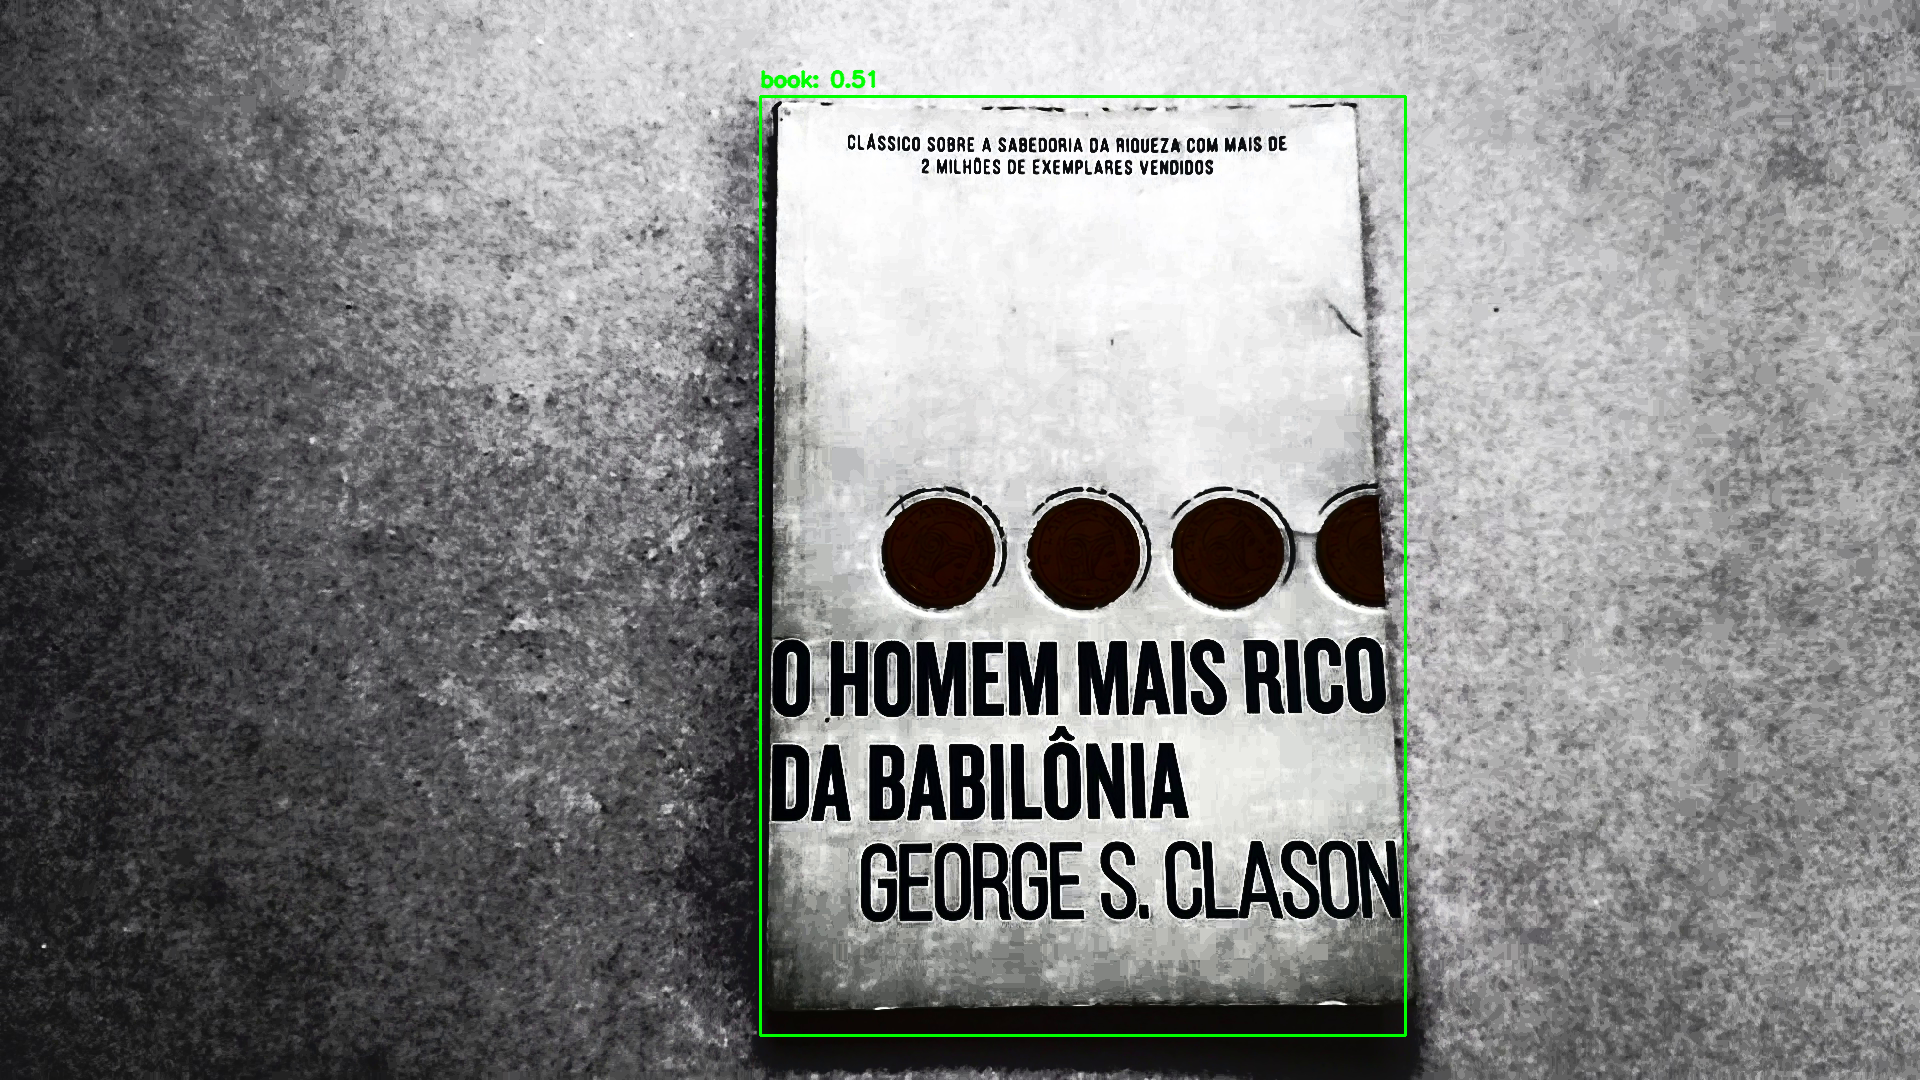 book: 0.51
CLÁSSICO SOBRE A SABEDORIA DA RIQUEZA COM MAIS DE
2 MILHÕES DE EXEMPLARES VENDIDOS
O HOMEM MAIS RICO
DA BABILÔNIA
GEORGE S. CLASON